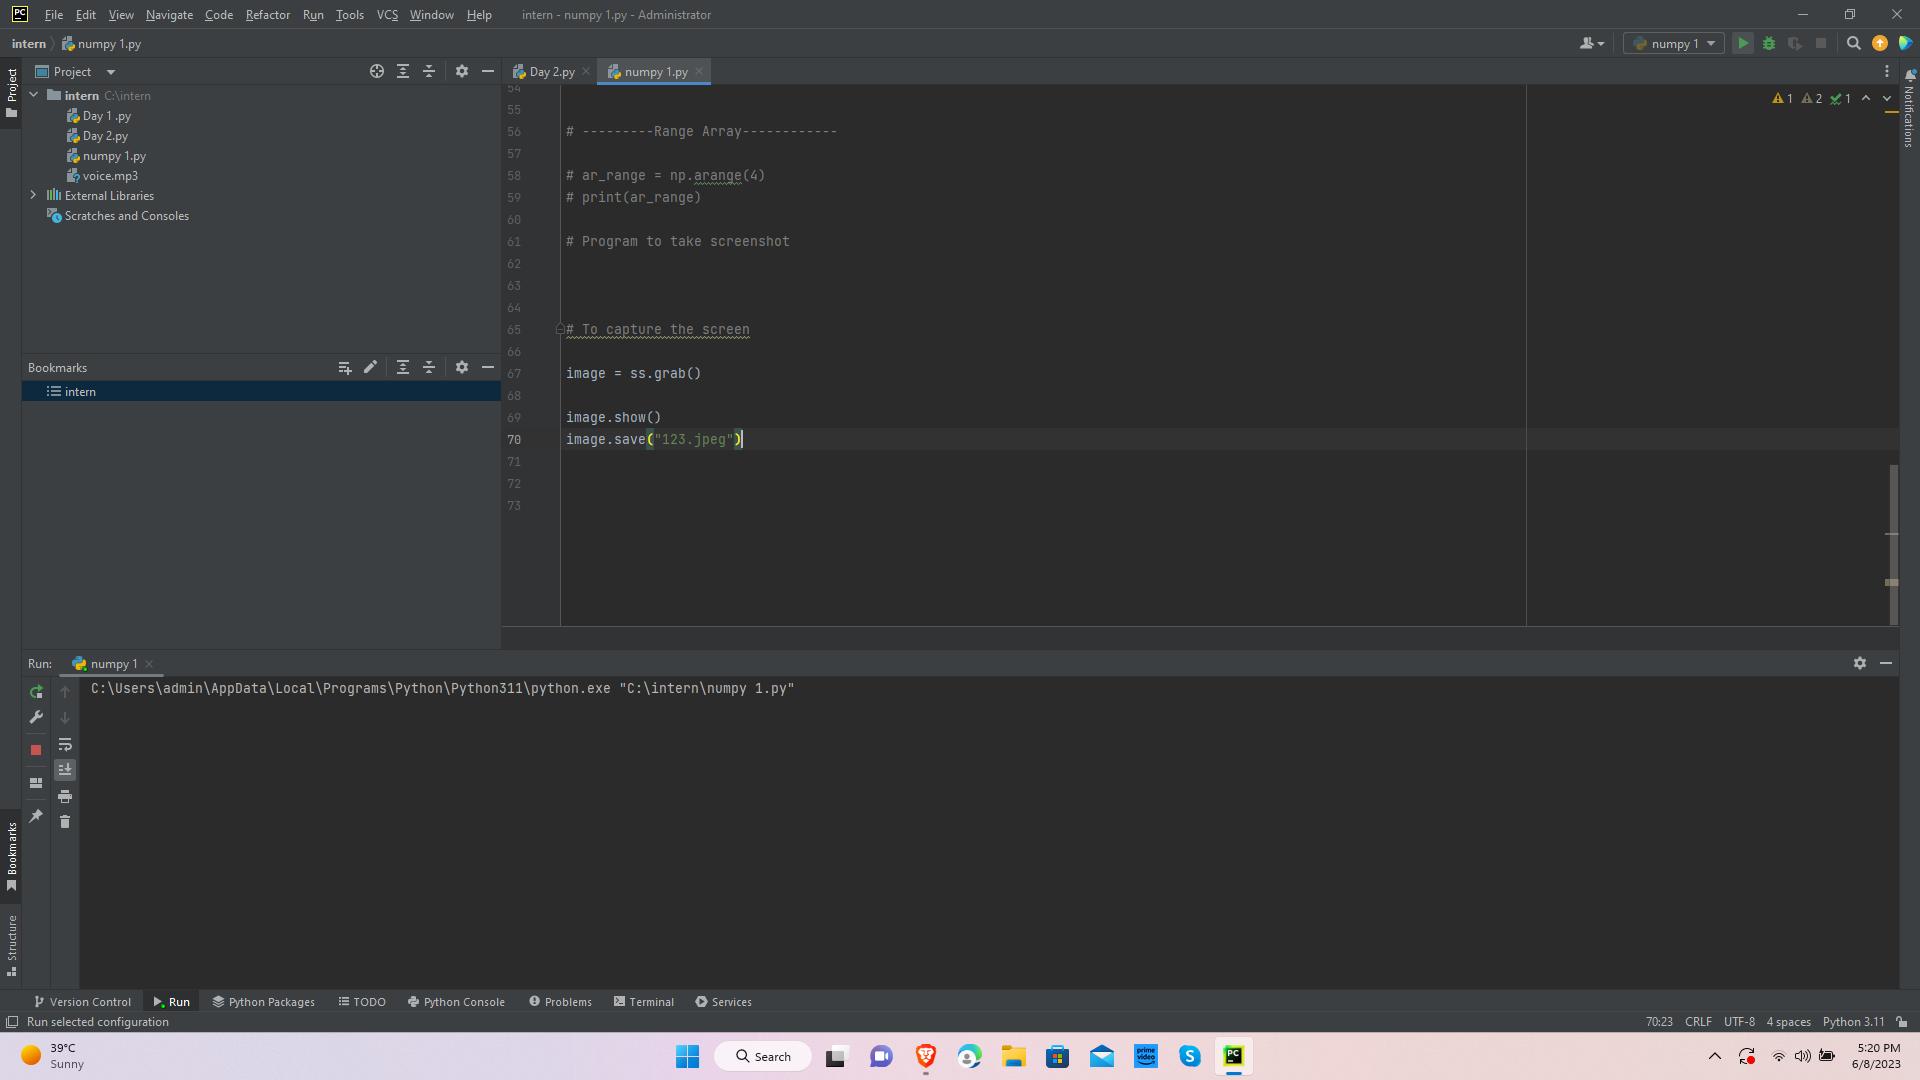 PC File Edit View Navigate Code Refactor Run Tools VCS Window Help intern - numpy 1.py - Administrator
intern numpy 1.py numpy 1
Project
Project
intern C:\intern
Day 1 .py
Day 2.py
numpy 1.py
voice.mp3
External Libraries
Scratches and Consoles
Bookmarks
intern
Day 2.py numpy 1.py
1 2 1
Notifications
54
55
56 # ---------Range Array------------
57
58 # ar_range = np.arange(4)
59 # print(ar_range)
60
61 # Program to take screenshot
62
63
64
65 # To capture the screen
66
67 image = ss.grab()
68
69 image.show()
70 image.save("123.jpeg")
71
72
73
Run: numpy 1
C:\Users\admin\AppData\Local\Programs\Python\Python311\python.exe "C:\intern\numpy 1.py"
Bookmarks
Structure
Version Control Run Python Packages TODO Python Console Problems Terminal Services
Run selected configuration 70:23 CRLF UTF-8 4 spaces Python 3.11
39°C
Sunny
Search
prime video
S
PC
5:20 PM
6/8/2023